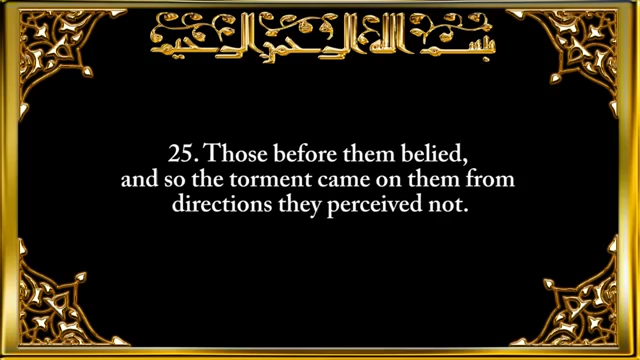 بسم الله الرحمن الرحيم
25. Those before them belied,
and so the torment came on them from
directions they perceived not.